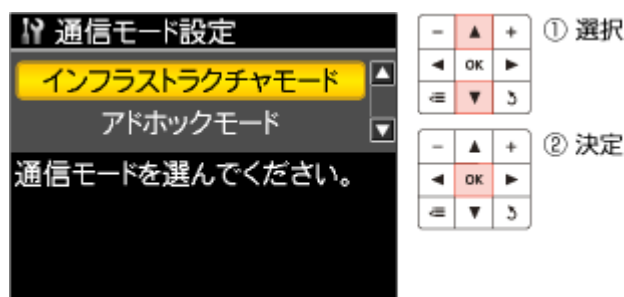 通信モード設定
インフラストラクチャモード
アドホックモード
通信モードを選んでください。
- ▲ +
◀ OK ▶
▼
① 選択
- ▲ +
◀ OK ▶
▼
② 決定